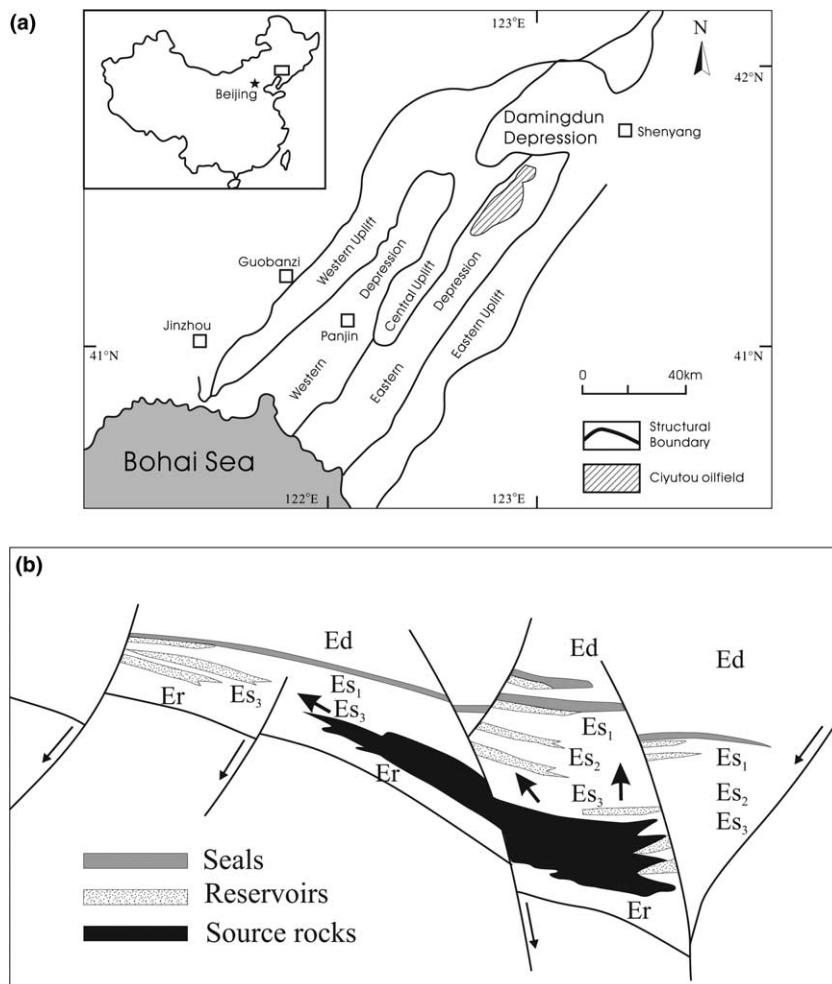 (a)
123°E
N
42°N
Beijing
Damingdun
Depression
Shenyang
Western Uplift
Depression
Guobanzi
Central Uplift
Depression
Eastern Uplift
Jinzhou
Panjin
41°N
41°N
Western
Eastern
0 40km
Structural
Boundary
Bohai Sea
Ciyutou oilfield
122°E
123°E
(b)
Ed
Ed
Ed
Er
Es₃
Es₁
Es₃
Er
Es₁
Es₂
Es₃
Es₁
Es₂
Es₃
Er
Seals
Reservoirs
Source rocks